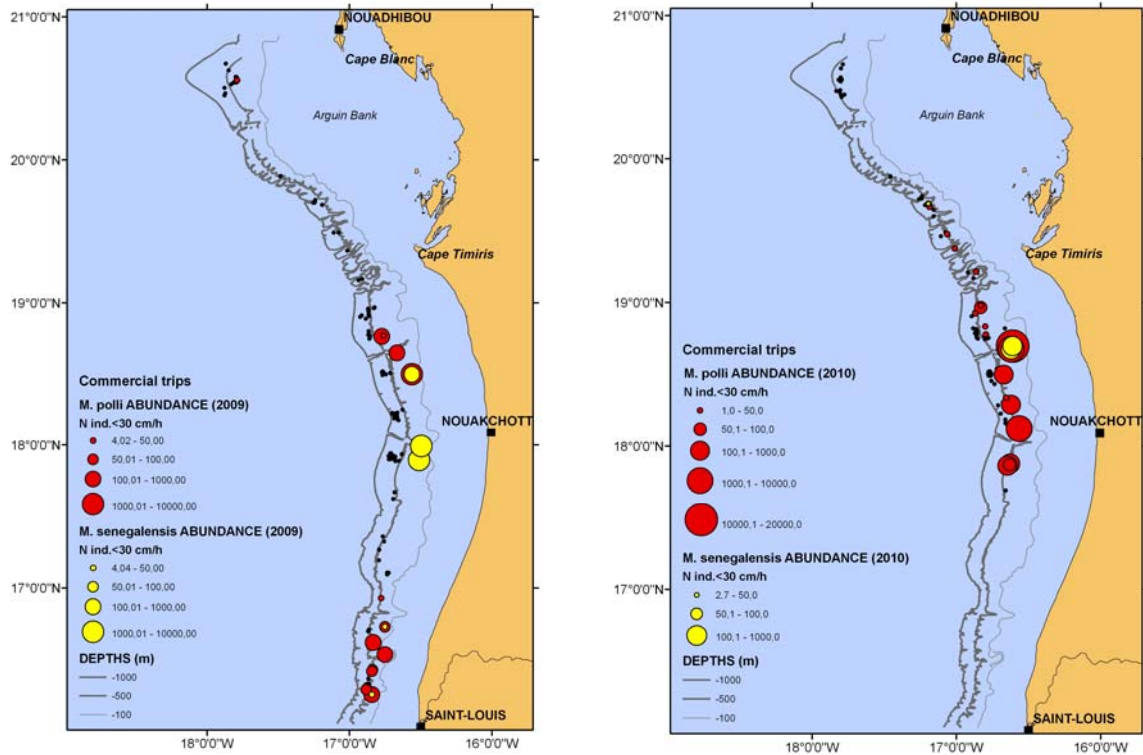 21°0'0"N
NOUADHIBOU
Cape Blanc
Arguin Bank
20°0'0"N
Cape Timiris
19°0'0"N
Commercial trips
M. polli ABUNDANCE (2009)
N ind.<30 cm/h
4,02 - 50,00
50,01 - 100,00
100,01 - 1000,00
1000,01 - 10000,00
NOUAKCHOTT
18°0'0"N
M. senegalensis ABUNDANCE (2009)
N ind.<30 cm/h
4,04 - 50,00
50,01 - 100,00
100,01 - 1000,00
1000,01 - 10000,00
17°0'0"N
DEPTHS (m)
-1000
-500
-100
SAINT-LOUIS
18°0'0"W
17°0'0"W
16°0'0"W
21°0'0"N
NOUADHIBOU
Cape Blanc
Arguin Bank
20°0'0"N
Cape Timiris
19°0'0"N
Commercial trips
M. polli ABUNDANCE (2010)
N ind.<30 cm/h
1,0 - 50,0
50,1 - 100,0
100,1 - 1000,0
1000,1 - 10000,0
10000,1 - 20000,0
NOUAKCHOTT
18°0'0"N
M. senegalensis ABUNDANCE (2010)
N ind.<30 cm/h
2,7 - 50,0
50,1 - 100,0
100,1 - 1000,0
17°0'0"N
DEPTHS (m)
-1000
-500
-100
SAINT-LOUIS
18°0'0"W
17°0'0"W
16°0'0"W